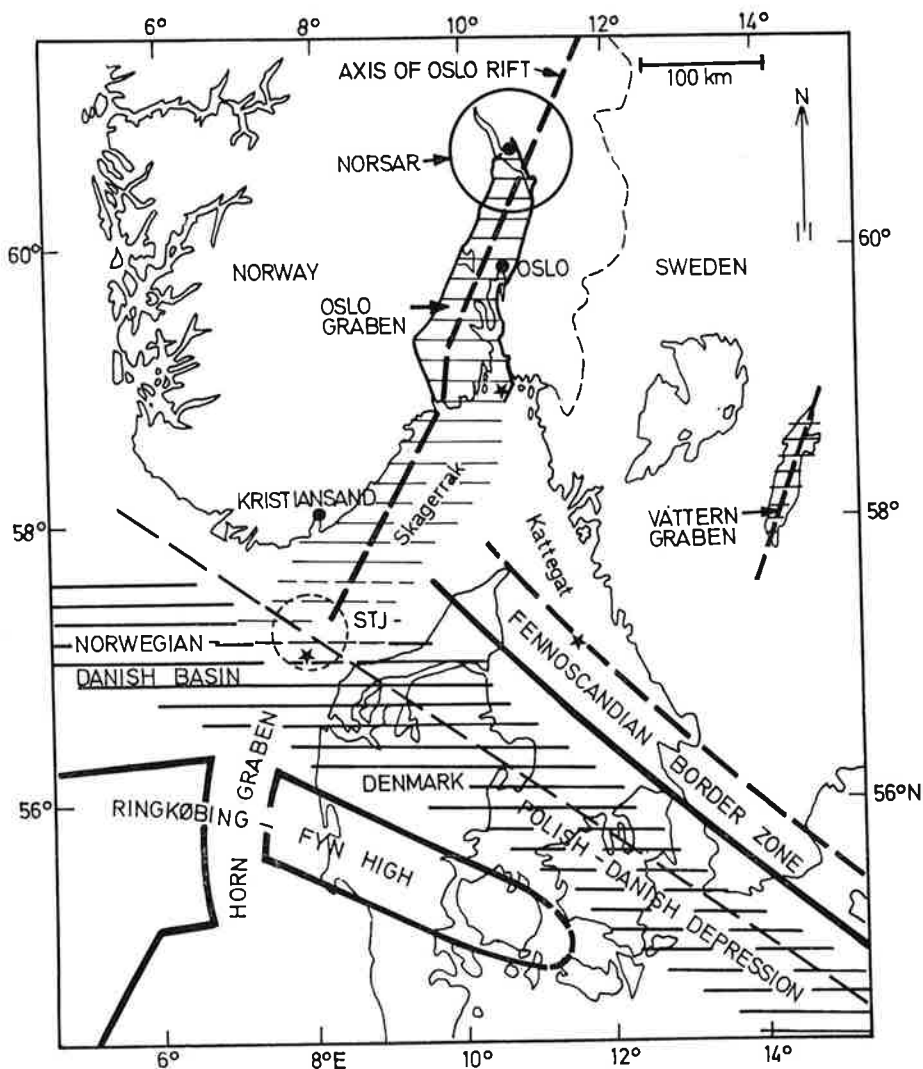 6° 8° 10° 12° 14°
AXIS OF OSLO RIFT
100 km
N
NORSAR
60° 60°
NORWAY
OSLO
SWEDEN
OSLO
GRABEN
Skagerrak
KRISTIANSAND
58° 58°
Kattegat
VÄTTERN
GRABEN
STJ
NORWEGIAN
DANISH BASIN
FENNOSCANDIAN BORDER ZONE
HORN GRABEN
DENMARK
56° 56°N
RINGKØBING -
FYN HIGH
POLISH - DANISH DEPRESSION
6° 8°E 10° 12° 14°